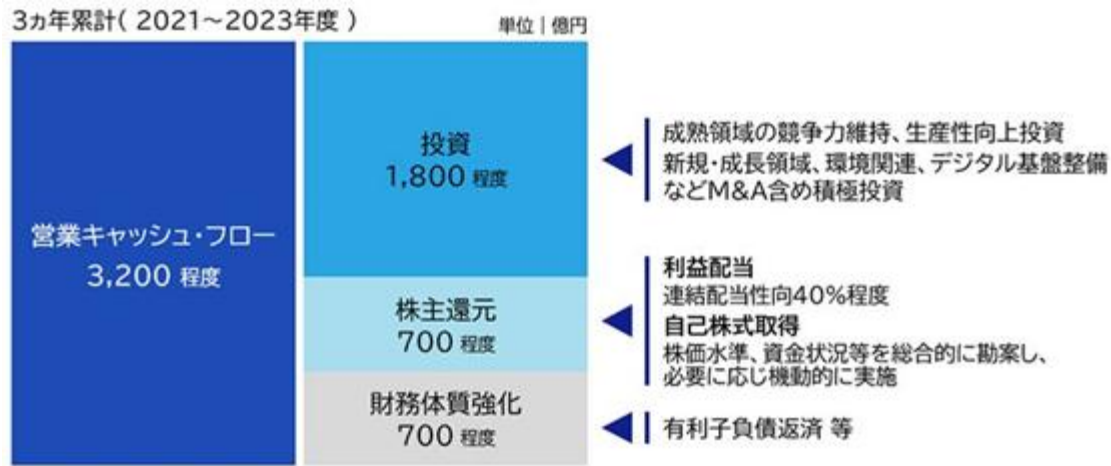 3ヵ年累計( 2021～2023年度 )
単位｜億円
営業キャッシュ・フロー
3,200 程度
投資
1,800 程度
株主還元
700 程度
財務体質強化
700 程度
成熟領域の競争力維持、生産性向上投資
新規・成長領域、環境関連、デジタル基盤整備
などM&A含め積極投資
利益配当
連結配当性向40%程度
自己株式取得
株価水準、資金状況等を総合的に勘案し、
必要に応じ機動的に実施
有利子負債返済 等